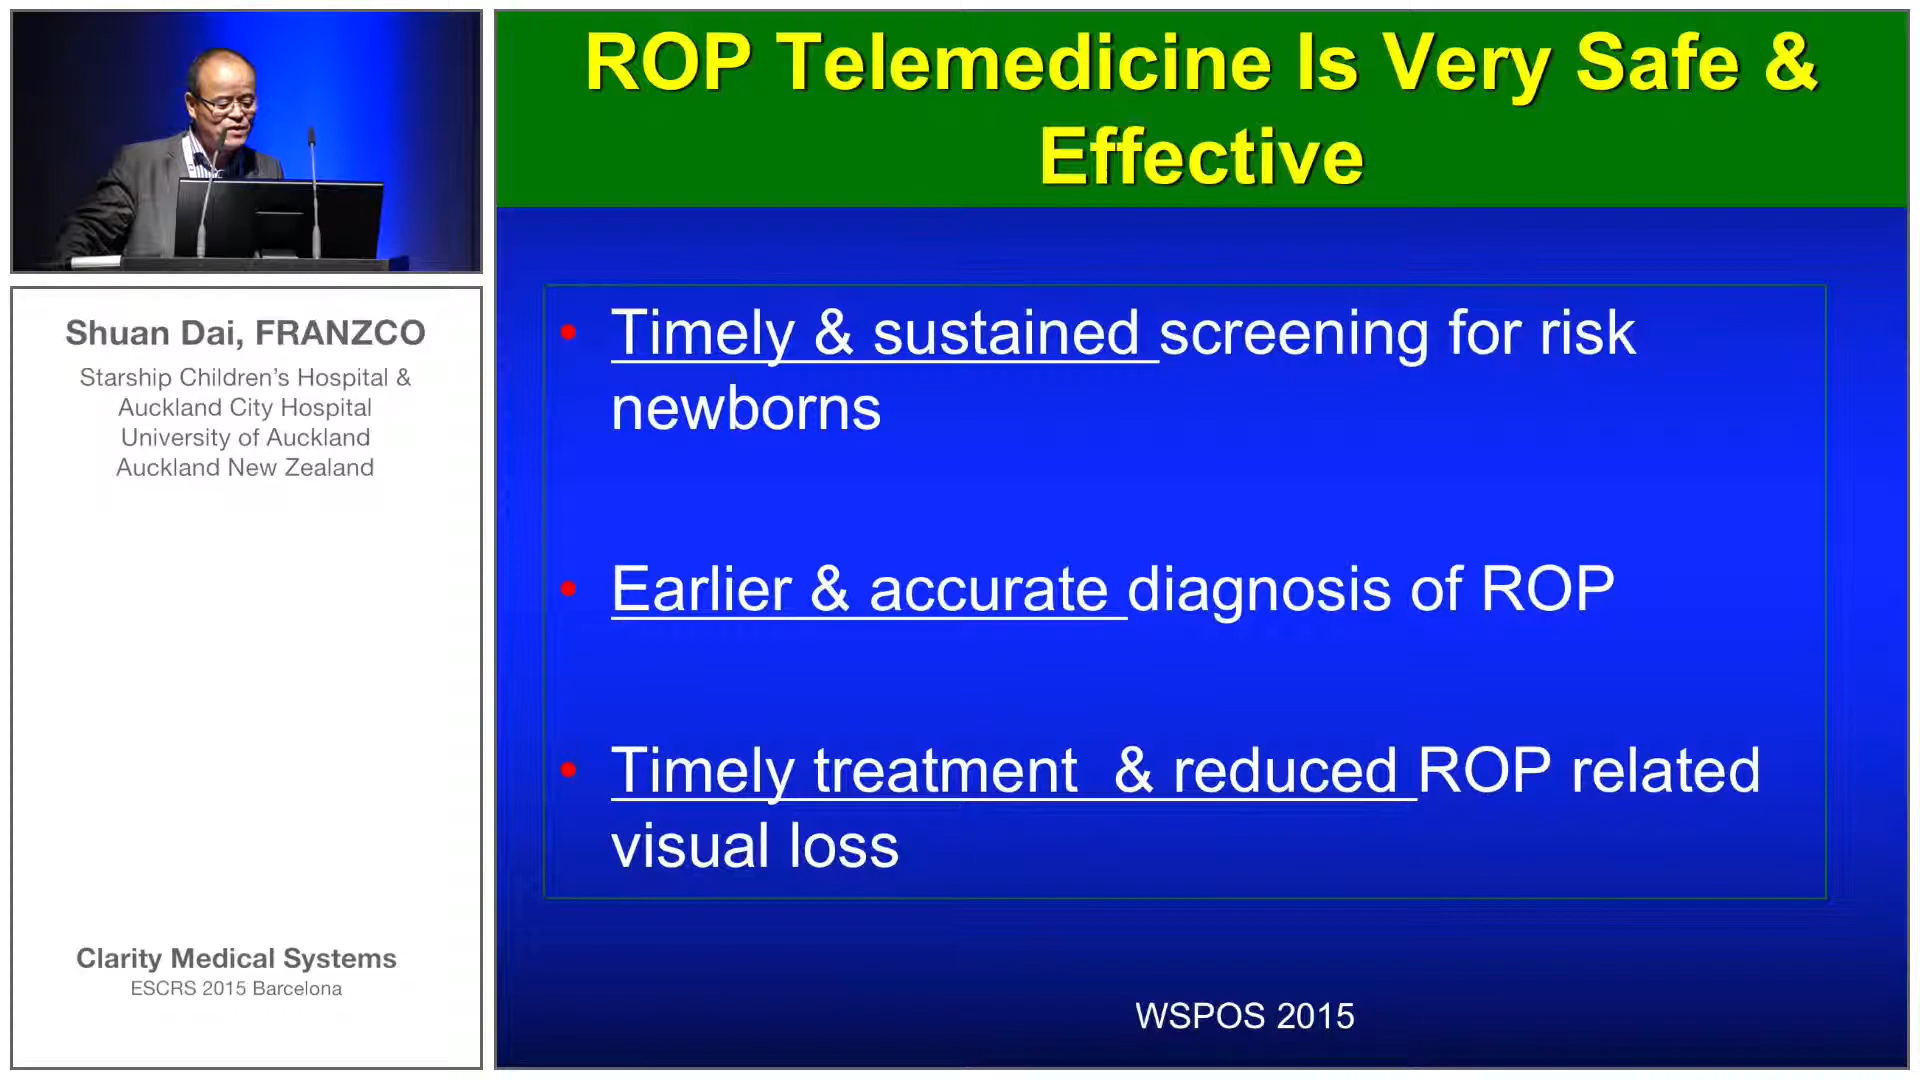 ROP Telemedicine Is Very Safe &
Effective
Shuan Dai, FRANZCO
Starship Children's Hospital &
Auckland City Hospital
University of Auckland
Auckland New Zealand
• Timely & sustained screening for risk
newborns
• Earlier & accurate diagnosis of ROP
• Timely treatment  & reduced ROP related
visual loss
Clarity Medical Systems
ESCRS 2015 Barcelona
WSPOS 2015